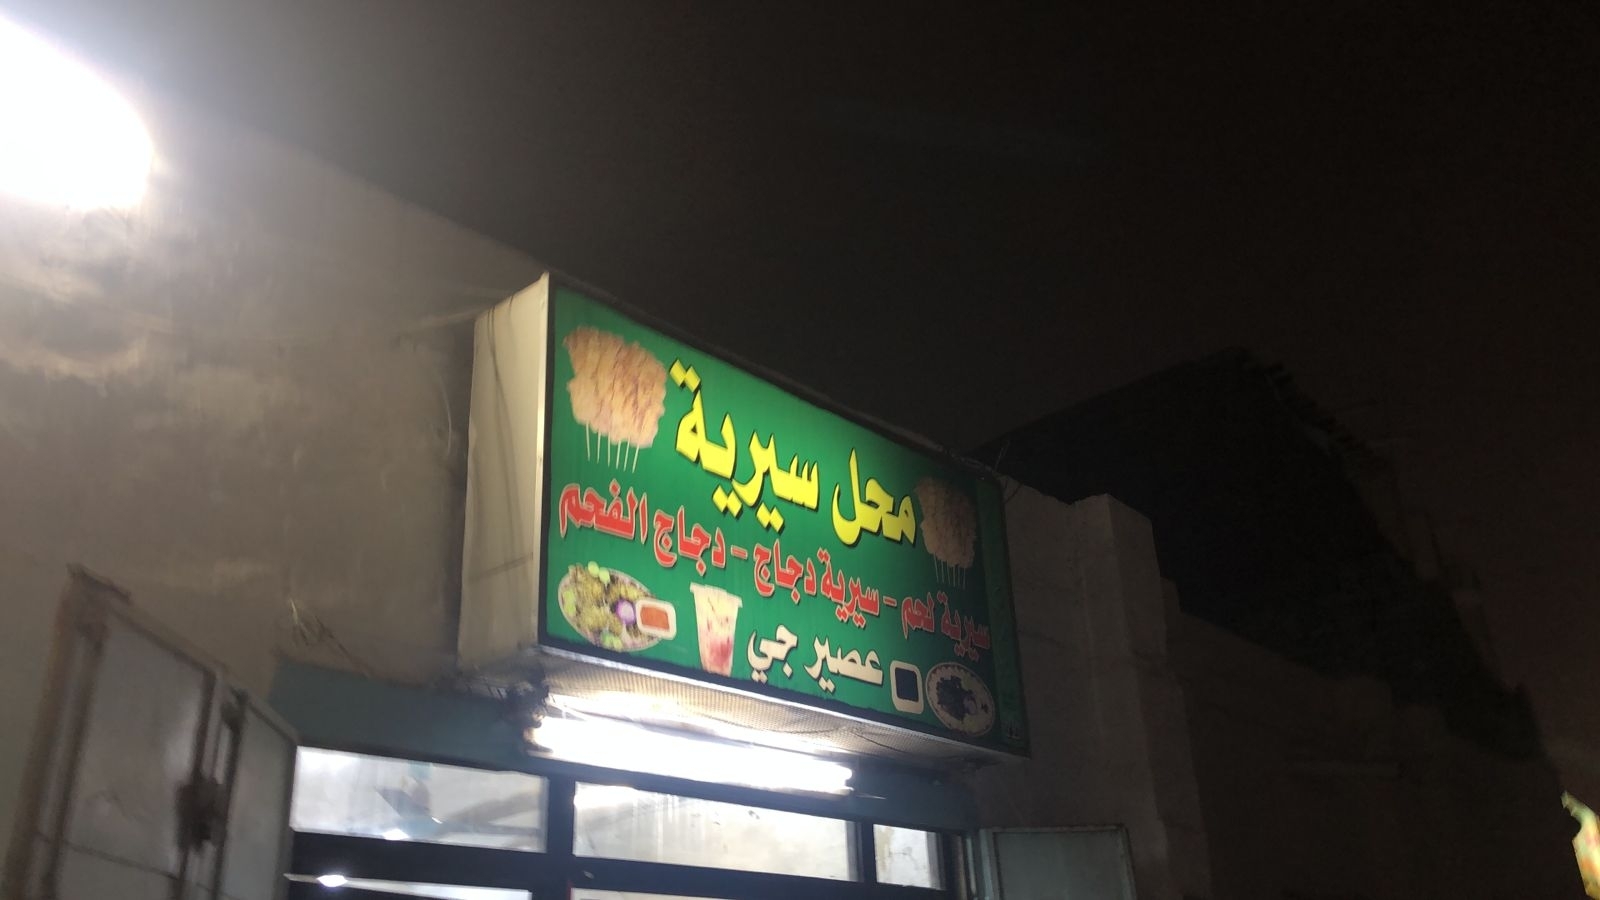 محل سيرية
سيرية لحم - سيرية دجاج - دجاج الفحم
عصير جي